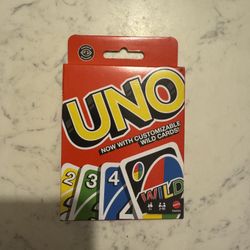 UNO
NOW WITH CUSTOMIZABLE
WILD CARDS!
2 3 4
WILD